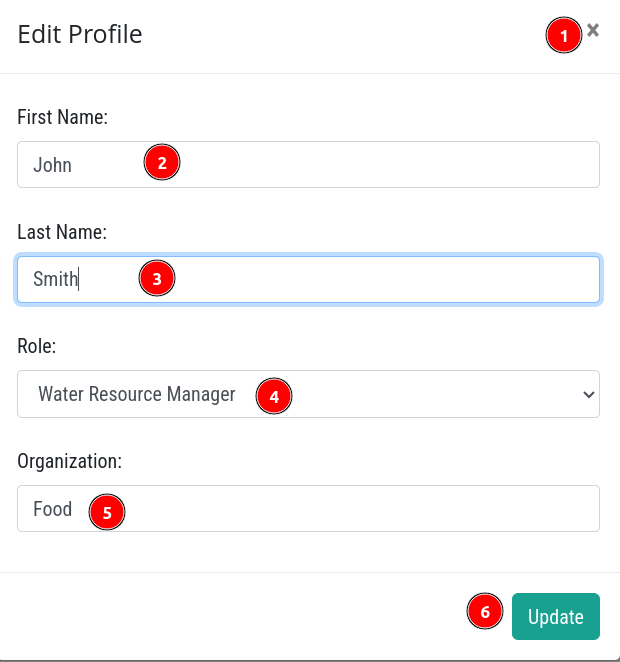 Edit Profile
1 ×
First Name:
John 2
Last Name:
Smith 3
Role:
Water Resource Manager 4
Organization:
Food 5
6 Update